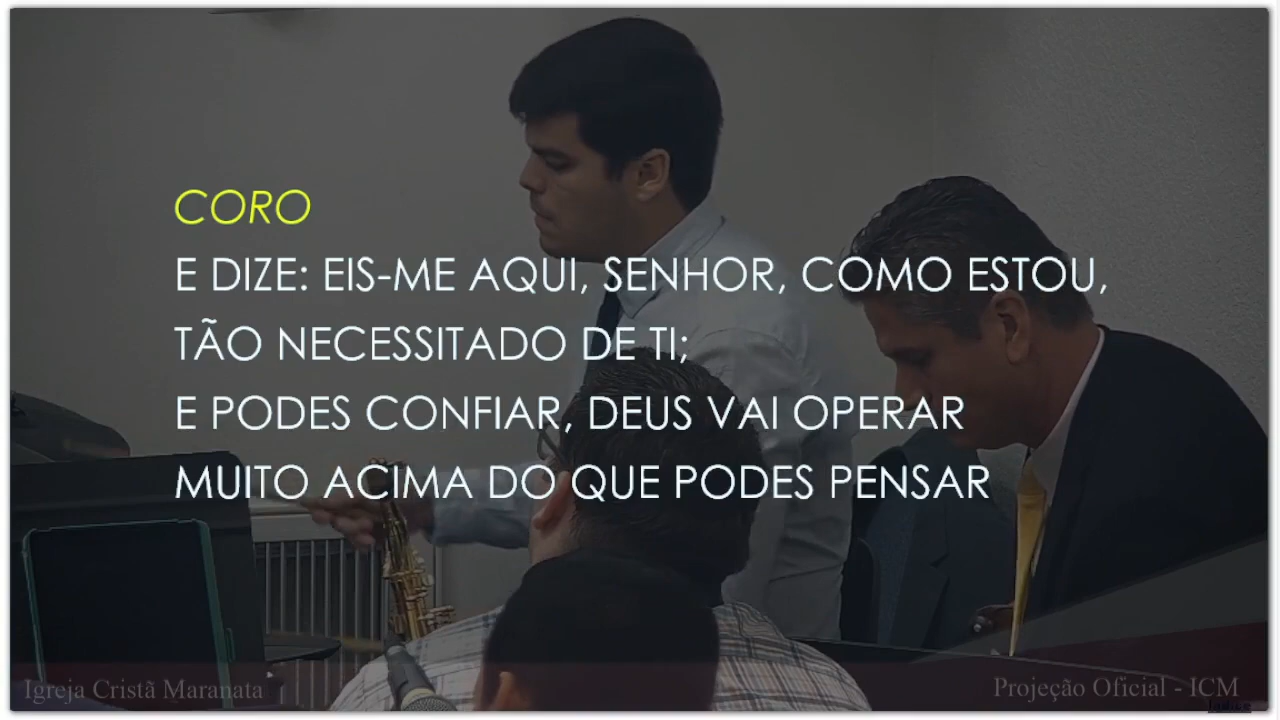 CORO
E DIZE: EIS-ME AQUI, SENHOR, COMO ESTOU,
TÃO NECESSITADO DE TI;
E PODES CONFIAR, DEUS VAI OPERAR
MUITO ACIMA DO QUE PODES PENSAR
Igreja Cristã Maranata
Projeção Oficial - ICM
Índice